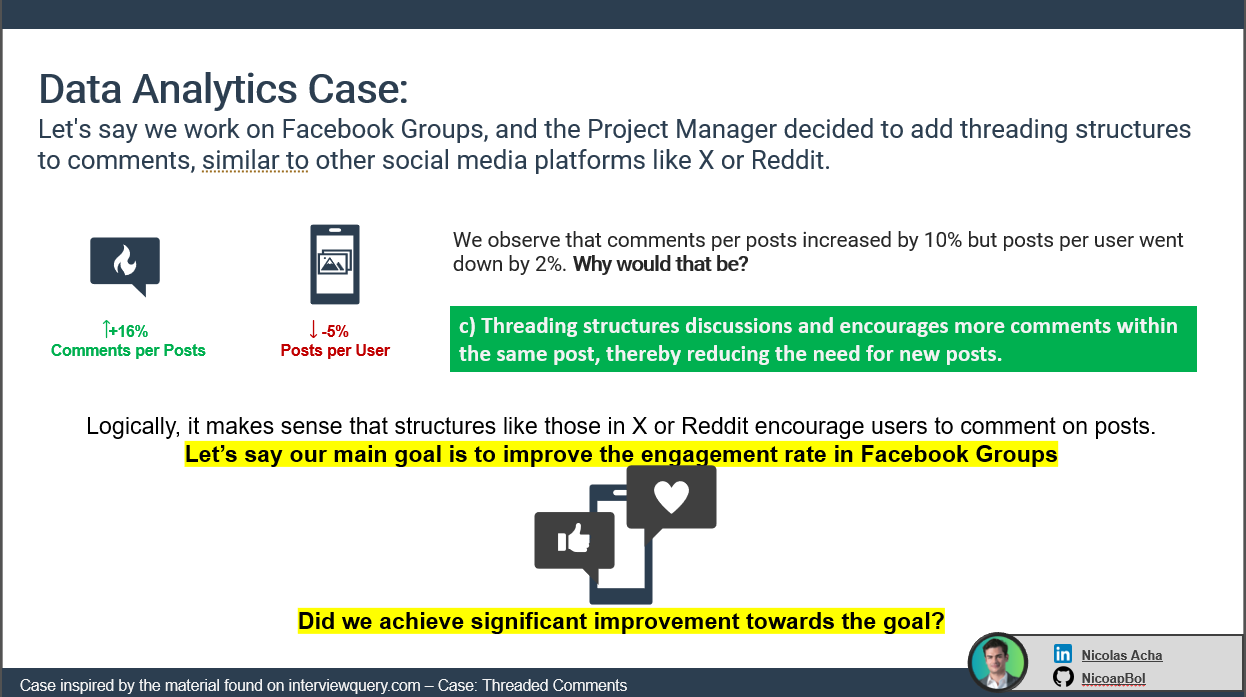 Data Analytics Case:
Let's say we work on Facebook Groups, and the Project Manager decided to add threading structures
to comments, similar to other social media platforms like X or Reddit.
We observe that comments per posts increased by 10% but posts per user went
down by 2%. Why would that be?
↑+16%
Comments per Posts
↓ -5%
Posts per User
c) Threading structures discussions and encourages more comments within
the same post, thereby reducing the need for new posts.
Logically, it makes sense that structures like those in X or Reddit encourage users to comment on posts.
Let’s say our main goal is to improve the engagement rate in Facebook Groups
Did we achieve significant improvement towards the goal?
in Nicolas Acha
NicoapBol
Case inspired by the material found on interviewquery.com – Case: Threaded Comments